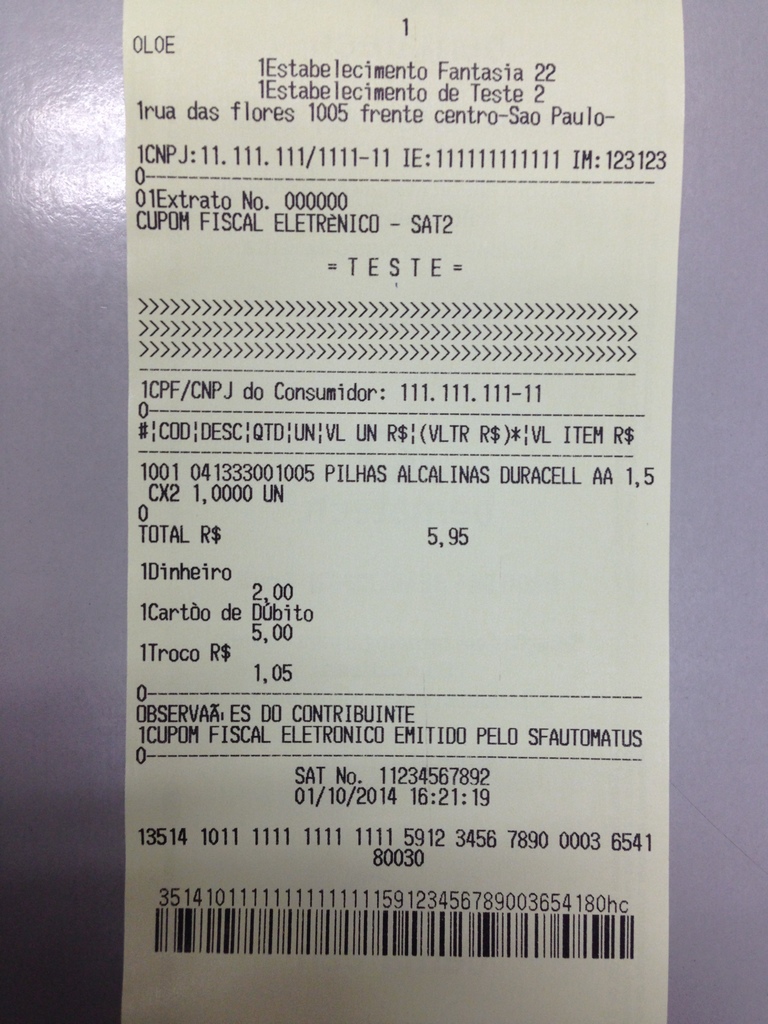 1
OLOE
1Estabelecimento Fantasia 22
1Estabelecimento de Teste 2
1rua das flores 1005 frente centro-Sao Paulo-
1CNPJ:11.111.111/1111-11 IE:111111111111 IM:123123
0------------------------------------------------
01Extrato No. 000000
CUPOM FISCAL ELETRÈNICO - SAT2
= T E S T E =
>>>>>>>>>>>>>>>>>>>>>>>>>>>>>>>>>>>>>>>>>>>>>>>
>>>>>>>>>>>>>>>>>>>>>>>>>>>>>>>>>>>>>>>>>>>>>>>
>>>>>>>>>>>>>>>>>>>>>>>>>>>>>>>>>>>>>>>>>>>>>>>
------------------------------------------------
1CPF/CNPJ do Consumidor: 111.111.111-11
0------------------------------------------------
#¦COD¦DESC¦QTD¦UN¦VL UN R$¦(VLTR R$)*¦VL ITEM R$
------------------------------------------------
1001 041333001005 PILHAS ALCALINAS DURACELL AA 1,5
CX2 1,0000 UN
0
TOTAL R$ 5,95
1Dinheiro
2,00
1Cartòo de Dúbito
5,00
1Troco R$
1,05
0------------------------------------------------
OBSERVAÃ¡ES DO CONTRIBUINTE
1CUPOM FISCAL ELETRONICO EMITIDO PELO SFAUTOMATUS
0------------------------------------------------
SAT No. 11234567892
01/10/2014 16:21:19
13514 1011 1111 1111 1111 5912 3456 7890 0003 6541
80030
3514101111111111111159123456789003654180hc